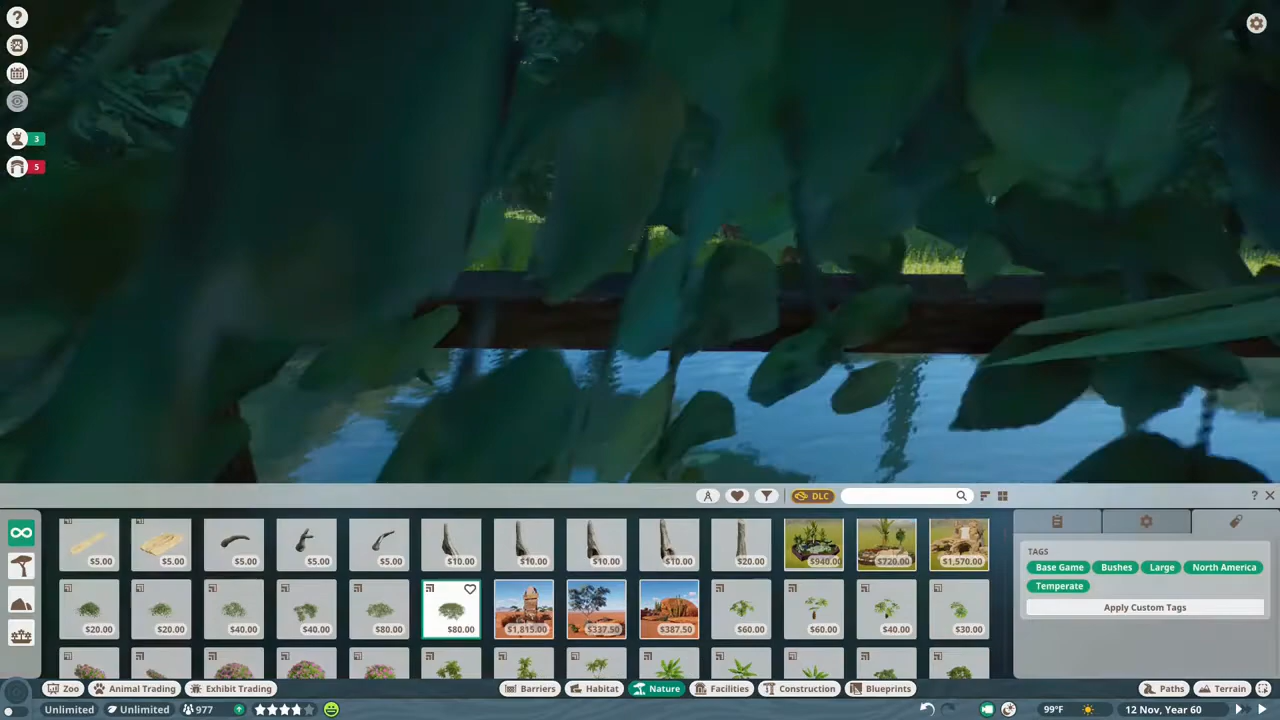 ?
3
5
DLC
?
$5.00 $5.00 $5.00 $5.00 $5.00 $10.00 $10.00 $10.00 $10.00 $20.00 $940.00 $720.00 $1,570.00
$20.00 $20.00 $40.00 $40.00 $80.00 $80.00 $1,815.00 $337.50 $387.50 $60.00 $60.00 $40.00 $30.00
TAGS
Base Game Bushes Large North America
Temperate
Apply Custom Tags
Zoo Animal Trading Exhibit Trading Barriers Habitat Nature Facilities Construction Blueprints Paths Terrain
Unlimited Unlimited 977 99°F 12 Nov, Year 60